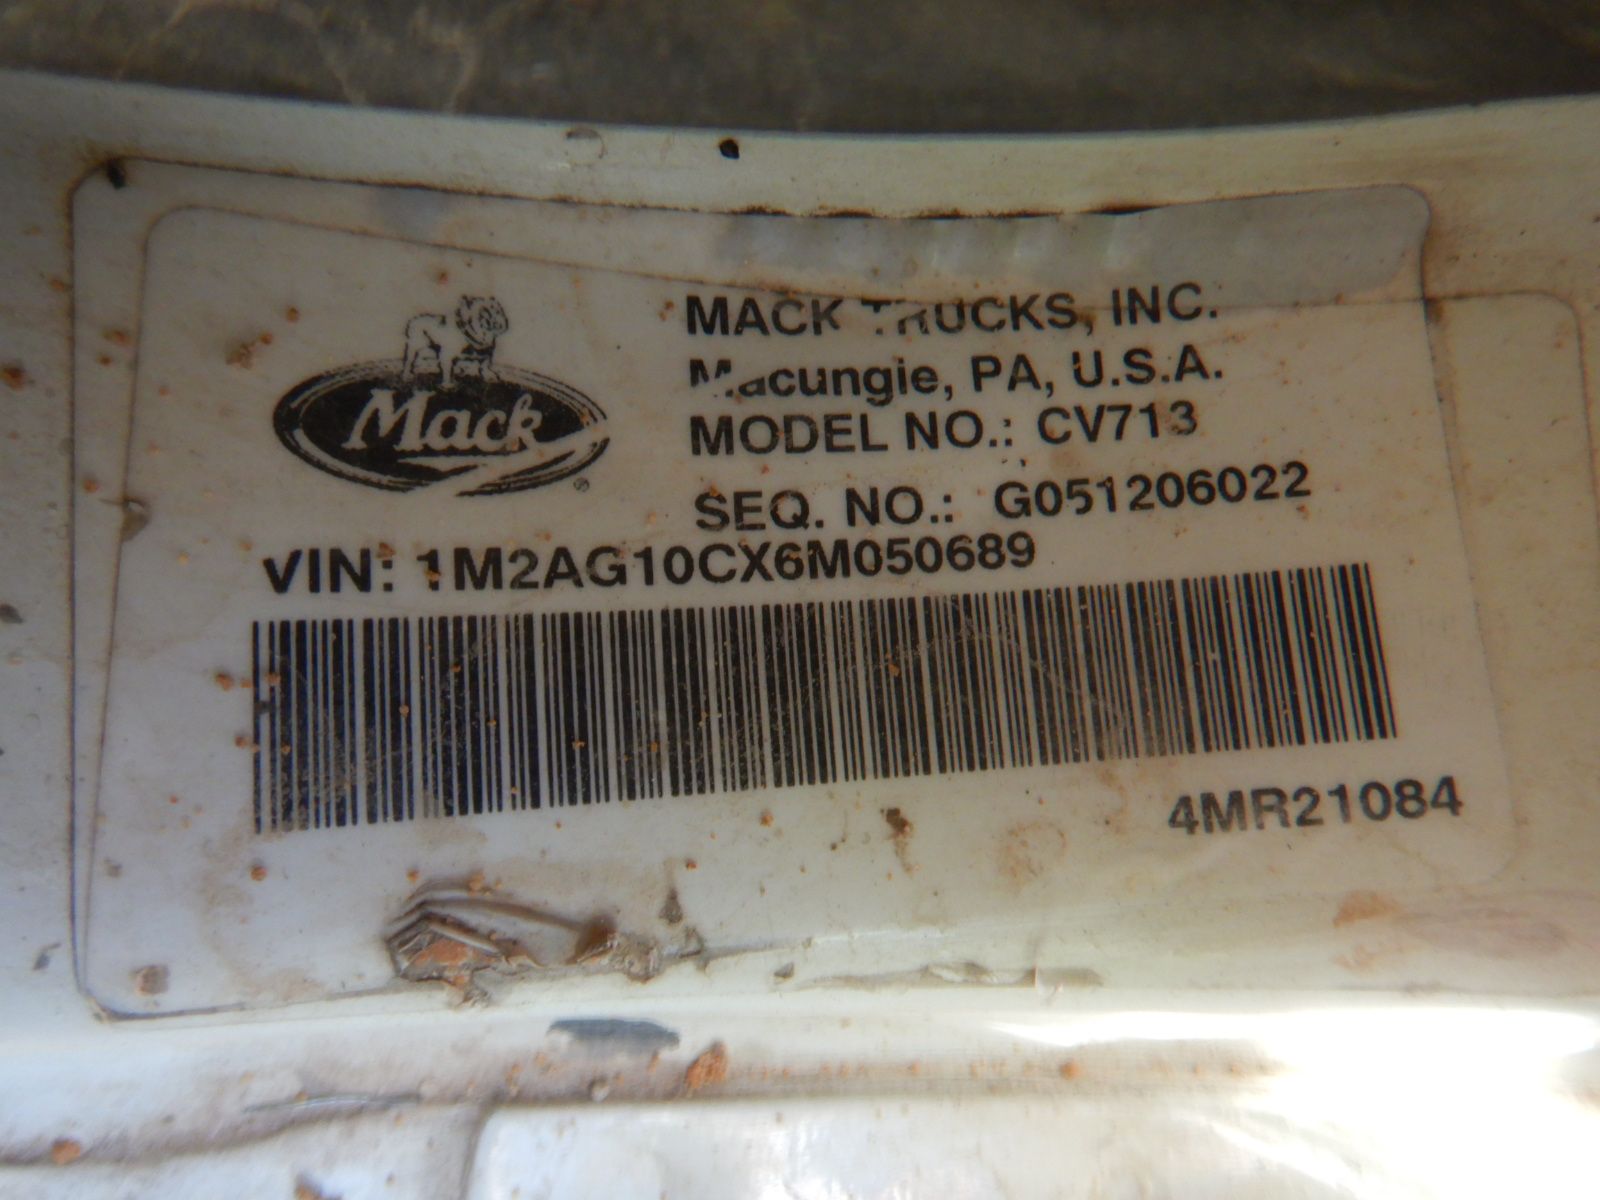 Mack
®
MACK TRUCKS, INC.
Macungie, PA, U.S.A.
MODEL NO.: CV713
SEQ. NO.: G051206022
VIN: 1M2AG10CX6M050689
4MR21084